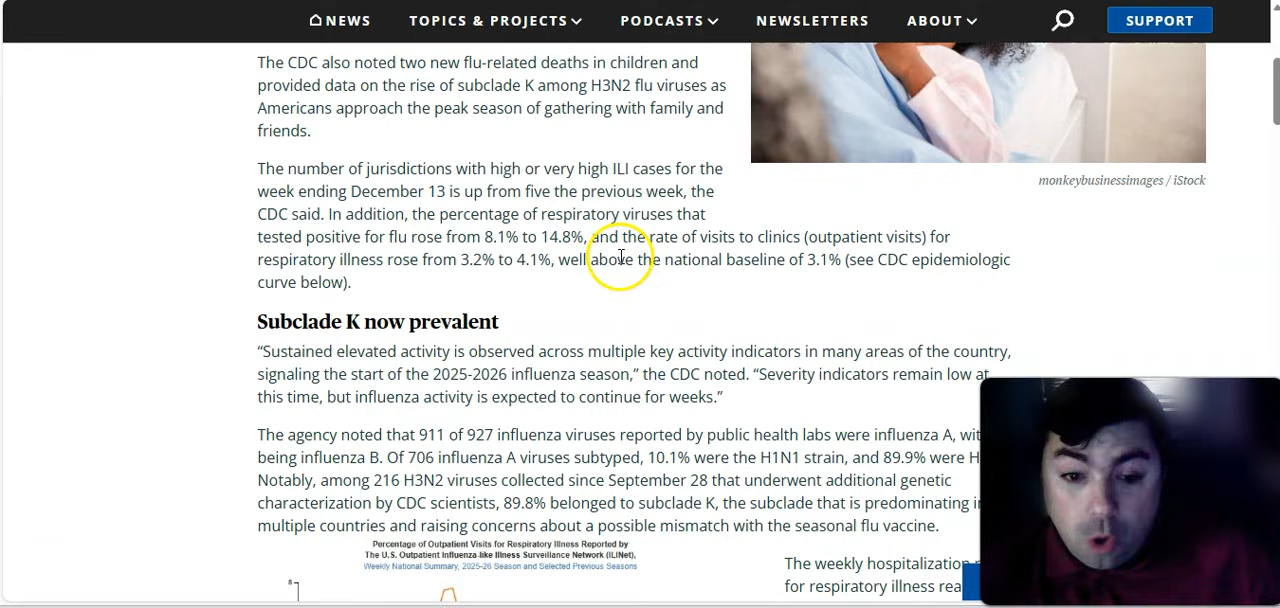 NEWS TOPICS & PROJECTS PODCASTS NEWSLETTERS ABOUT SUPPORT
The CDC also noted two new flu-related deaths in children and
provided data on the rise of subclade K among H3N2 flu viruses as
Americans approach the peak season of gathering with family and
friends.
monkeybusinessimages / iStock
The number of jurisdictions with high or very high ILI cases for the
week ending December 13 is up from five the previous week, the
CDC said. In addition, the percentage of respiratory viruses that
tested positive for flu rose from 8.1% to 14.8%, and the rate of visits to clinics (outpatient visits) for
respiratory illness rose from 3.2% to 4.1%, well above the national baseline of 3.1% (see CDC epidemiologic
curve below).
Subclade K now prevalent
“Sustained elevated activity is observed across multiple key activity indicators in many areas of the country,
signaling the start of the 2025-2026 influenza season,” the CDC noted. “Severity indicators remain low at
this time, but influenza activity is expected to continue for weeks.”
The agency noted that 911 of 927 influenza viruses reported by public health labs were influenza A,
being influenza B. Of 706 influenza A viruses subtyped, 10.1% were the H1N1 strain, and 89.9% were
Notably, among 216 H3N2 viruses collected since September 28 that underwent additional genetic
characterization by CDC scientists, 89.8% belonged to subclade K, the subclade that is predominating
multiple countries and raising concerns about a possible mismatch with the seasonal flu vaccine.
Percentage of Outpatient Visits for Respiratory Illness Reported by
The U.S. Outpatient Influenza-like Illness Surveillance Network (ILINet),
Weekly National Summary, 2025-26 Season and Selected Previous Seasons
8
The weekly hospitalization
for respiratory illness